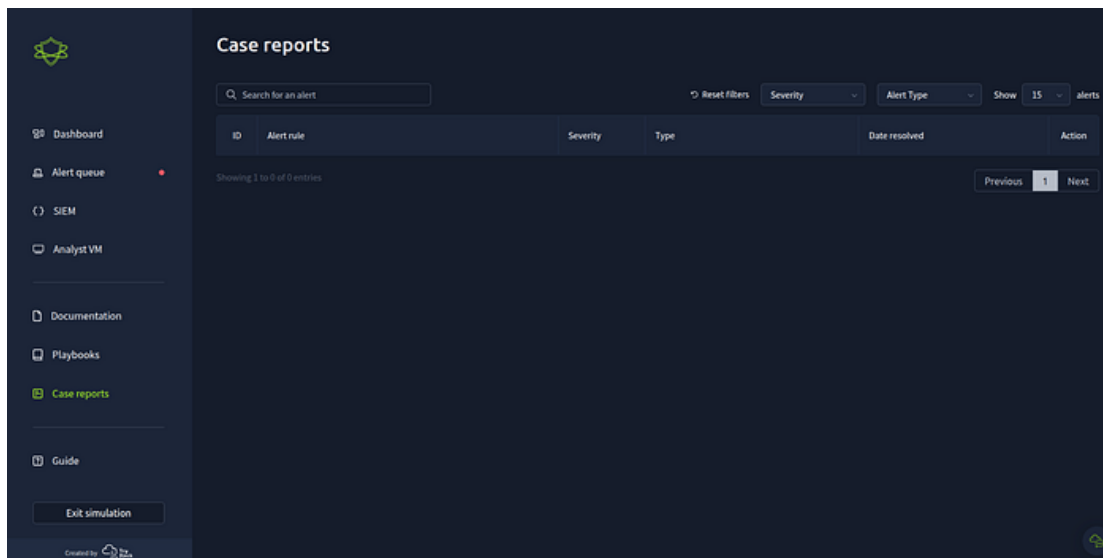 Case reports
Search for an alert
Reset filters
Severity
Alert Type
Show 15 alerts
ID Alert rule Severity Type Date resolved Action
Showing 1 to 0 of 0 entries
Previous 1 Next
Dashboard
Alert queue
SIEM
Analyst VM
Documentation
Playbooks
Case reports
Guide
Exit simulation
Created by